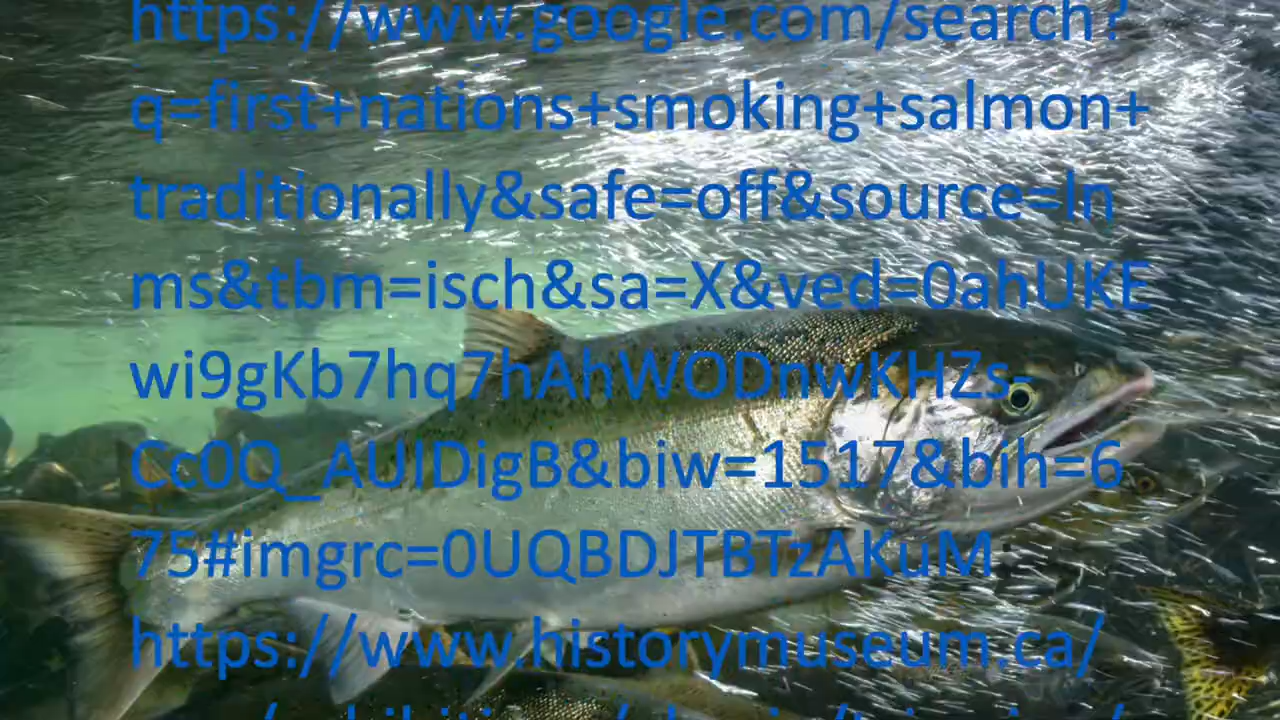 https://www.google.com/search?
q=first+nations+smoking+salmon+
traditionally&safe=off&source=ln
ms&tbm=isch&sa=X&ved=0ahUKE
wi9gKb7hq7hAhWODnwKHZs-
Cc0Q_AUIDigB&biw=1517&bih=6
75#imgrc=0UQBDJTBTzAKuM:
https://www.historymuseum.ca/